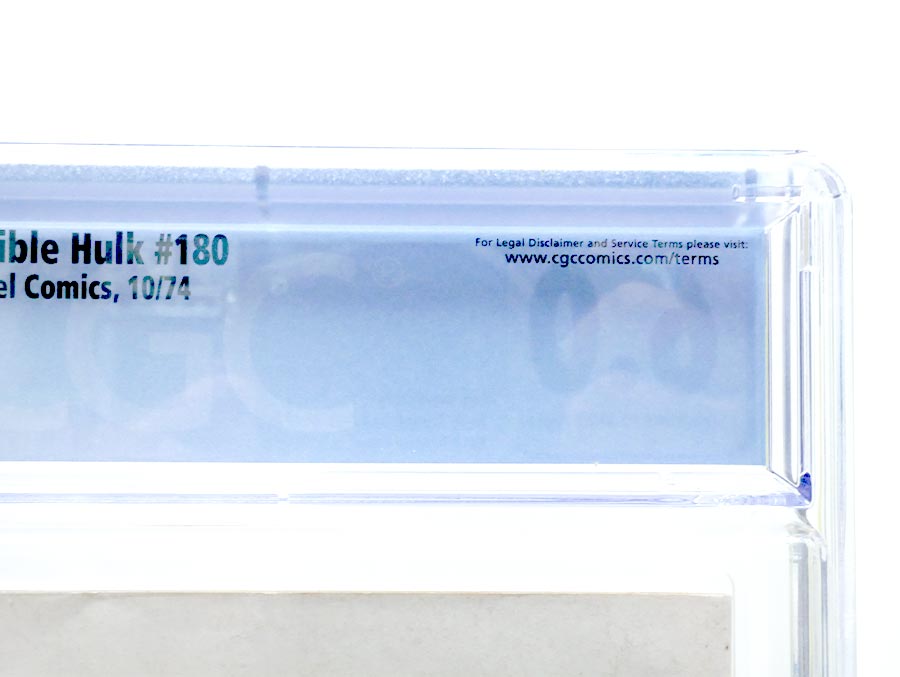 ible Hulk #180
el Comics, 10/74
For Legal Disclaimer and Service Terms please visit:
www.cgccomics.com/terms
CGC